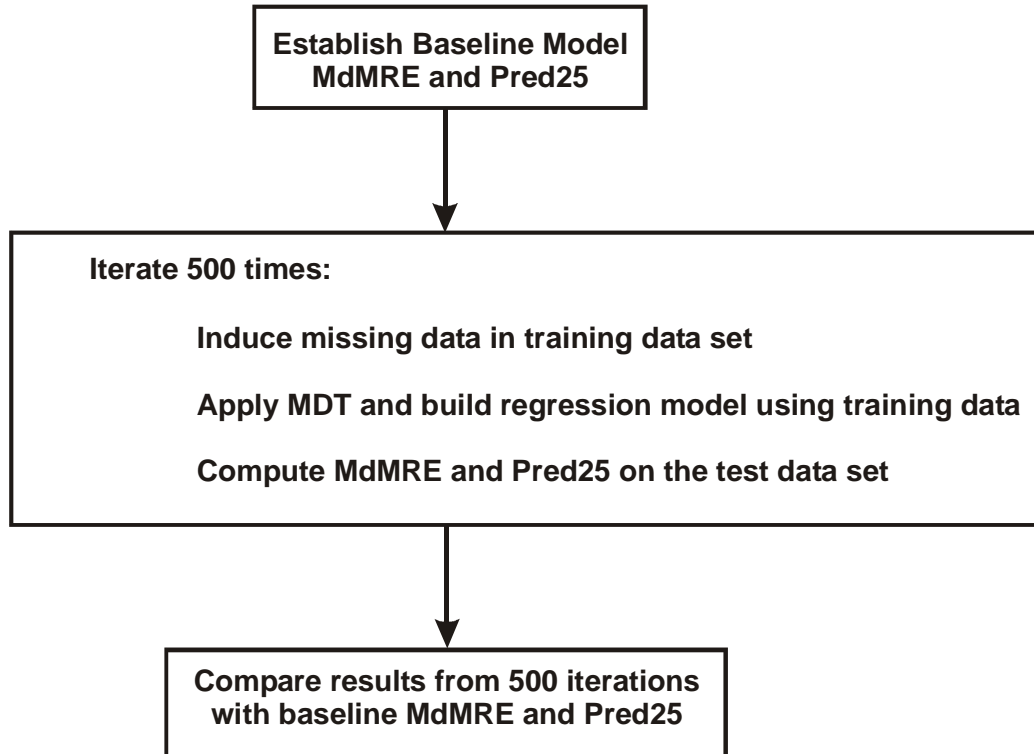 Establish Baseline Model
MdMRE and Pred25
Iterate 500 times:
Induce missing data in training data set
Apply MDT and build regression model using training data
Compute MdMRE and Pred25 on the test data set
Compare results from 500 iterations
with baseline MdMRE and Pred25